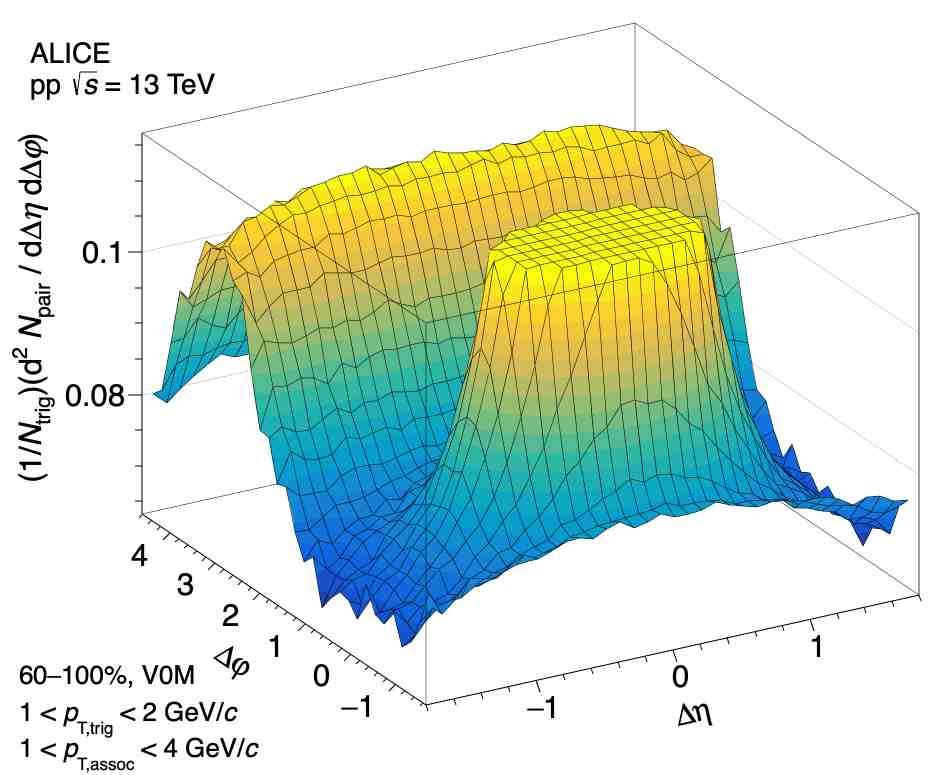 ALICE
pp √s = 13 TeV
(1/N_trig)(d² N_pair / dΔη dΔφ)
0.1
0.08
4
3
2
1
0
−1
Δφ
−1
0
1
Δη
60−100%, V0M
1 < p_T,trig < 2 GeV/c
1 < p_T,assoc < 4 GeV/c